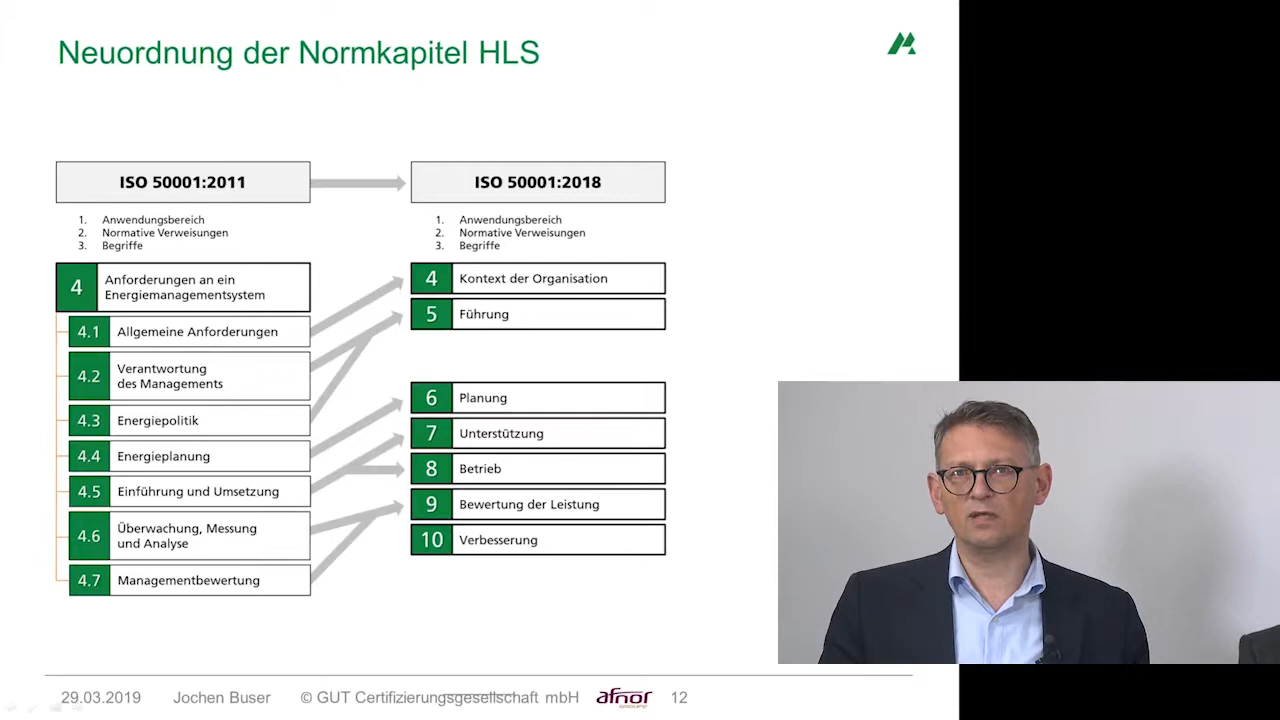 Neuordnung der Normkapitel HLS
ISO 50001:2011
1. Anwendungsbereich
2. Normative Verweisungen
3. Begriffe
4 Anforderungen an ein
Energiemanagementsystem
4.1 Allgemeine Anforderungen
4.2 Verantwortung
des Managements
4.3 Energiepolitik
4.4 Energieplanung
4.5 Einführung und Umsetzung
4.6 Überwachung, Messung
und Analyse
4.7 Managementbewertung
ISO 50001:2018
1. Anwendungsbereich
2. Normative Verweisungen
3. Begriffe
4 Kontext der Organisation
5 Führung
6 Planung
7 Unterstützung
8 Betrieb
9 Bewertung der Leistung
10 Verbesserung
29.03.2019 Jochen Buser © GUT Certifizierungsgesellschaft mbH afnor GROUPE 12